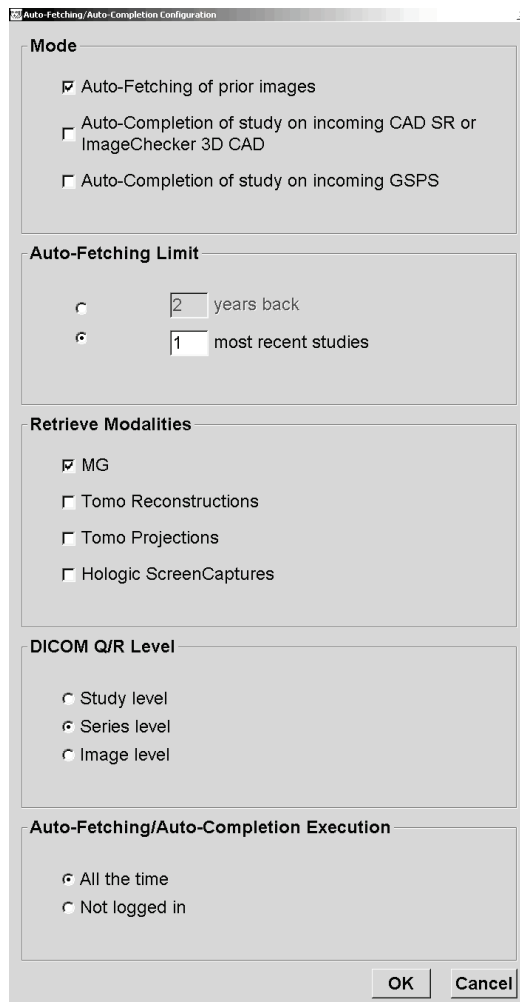 Auto-Fetching/Auto-Completion Configuration
Mode
Auto-Fetching of prior images
Auto-Completion of study on incoming CAD SR or
ImageChecker 3D CAD
Auto-Completion of study on incoming GSPS
Auto-Fetching Limit
2 years back
1 most recent studies
Retrieve Modalities
MG
Tomo Reconstructions
Tomo Projections
Hologic ScreenCaptures
DICOM Q/R Level
Study level
Series level
Image level
Auto-Fetching/Auto-Completion Execution
All the time
Not logged in
OK Cancel